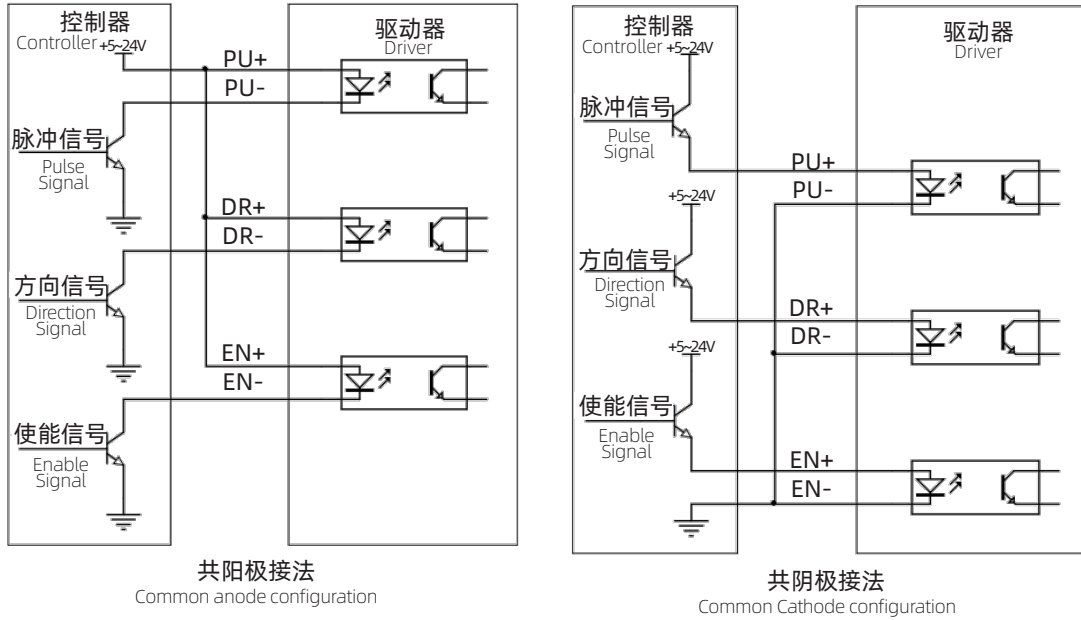 控制器
Controller
+5~24V
驱动器
Driver
PU+
PU-
脉冲信号
Pulse
Signal
DR+
DR-
方向信号
Direction
Signal
EN+
EN-
使能信号
Enable
Signal
共阳极接法
Common anode configuration
控制器
Controller
+5~24V
驱动器
Driver
脉冲信号
Pulse
Signal
PU+
PU-
+5~24V
方向信号
Direction
Signal
DR+
DR-
+5~24V
使能信号
Enable
Signal
EN+
EN-
共阴极接法
Common Cathode configuration